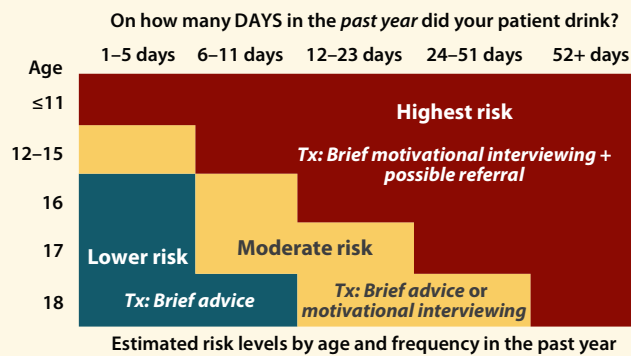 On how many DAYS in the past year did your patient drink?
1–5 days 6–11 days 12–23 days 24–51 days 52+ days
Age
≤11
Highest risk
12–15
Tx: Brief motivational interviewing +
possible referral
16
17
Moderate risk
Lower risk
18
Tx: Brief advice
Tx: Brief advice or
motivational interviewing
Estimated risk levels by age and frequency in the past year